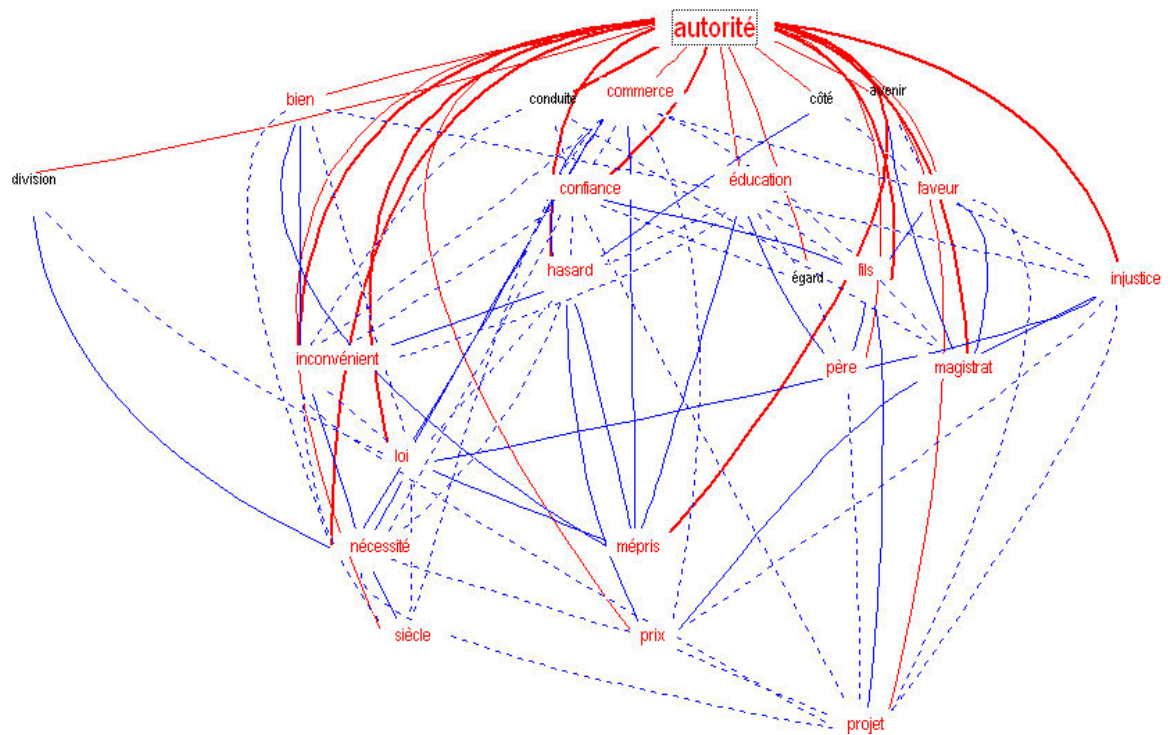 autorité
bien
conduite
commerce
côté
avenir
division
confiance
éducation
faveur
hasard
égard
fils
injustice
inconvénient
père
magistrat
loi
nécessité
mépris
siècle
prix
projet